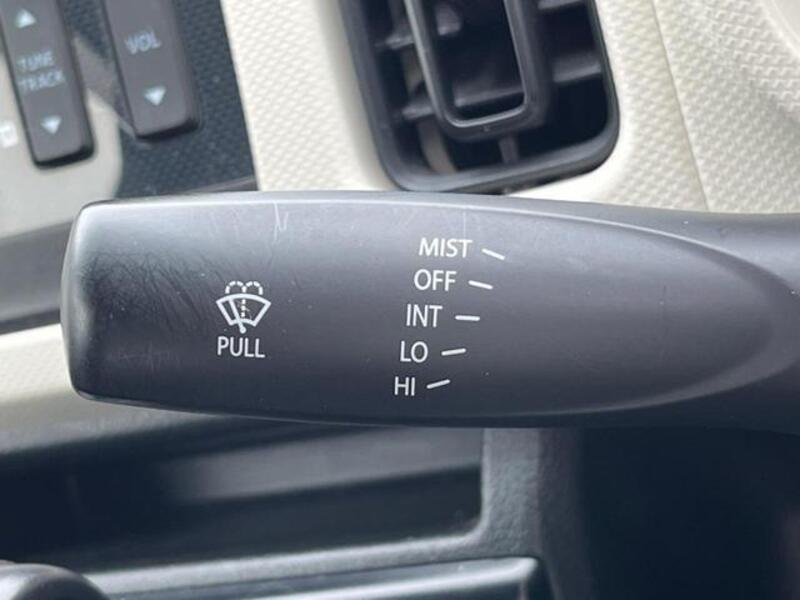 TUNE
TRACK
VOL
MIST
OFF
INT
LO
HI
PULL